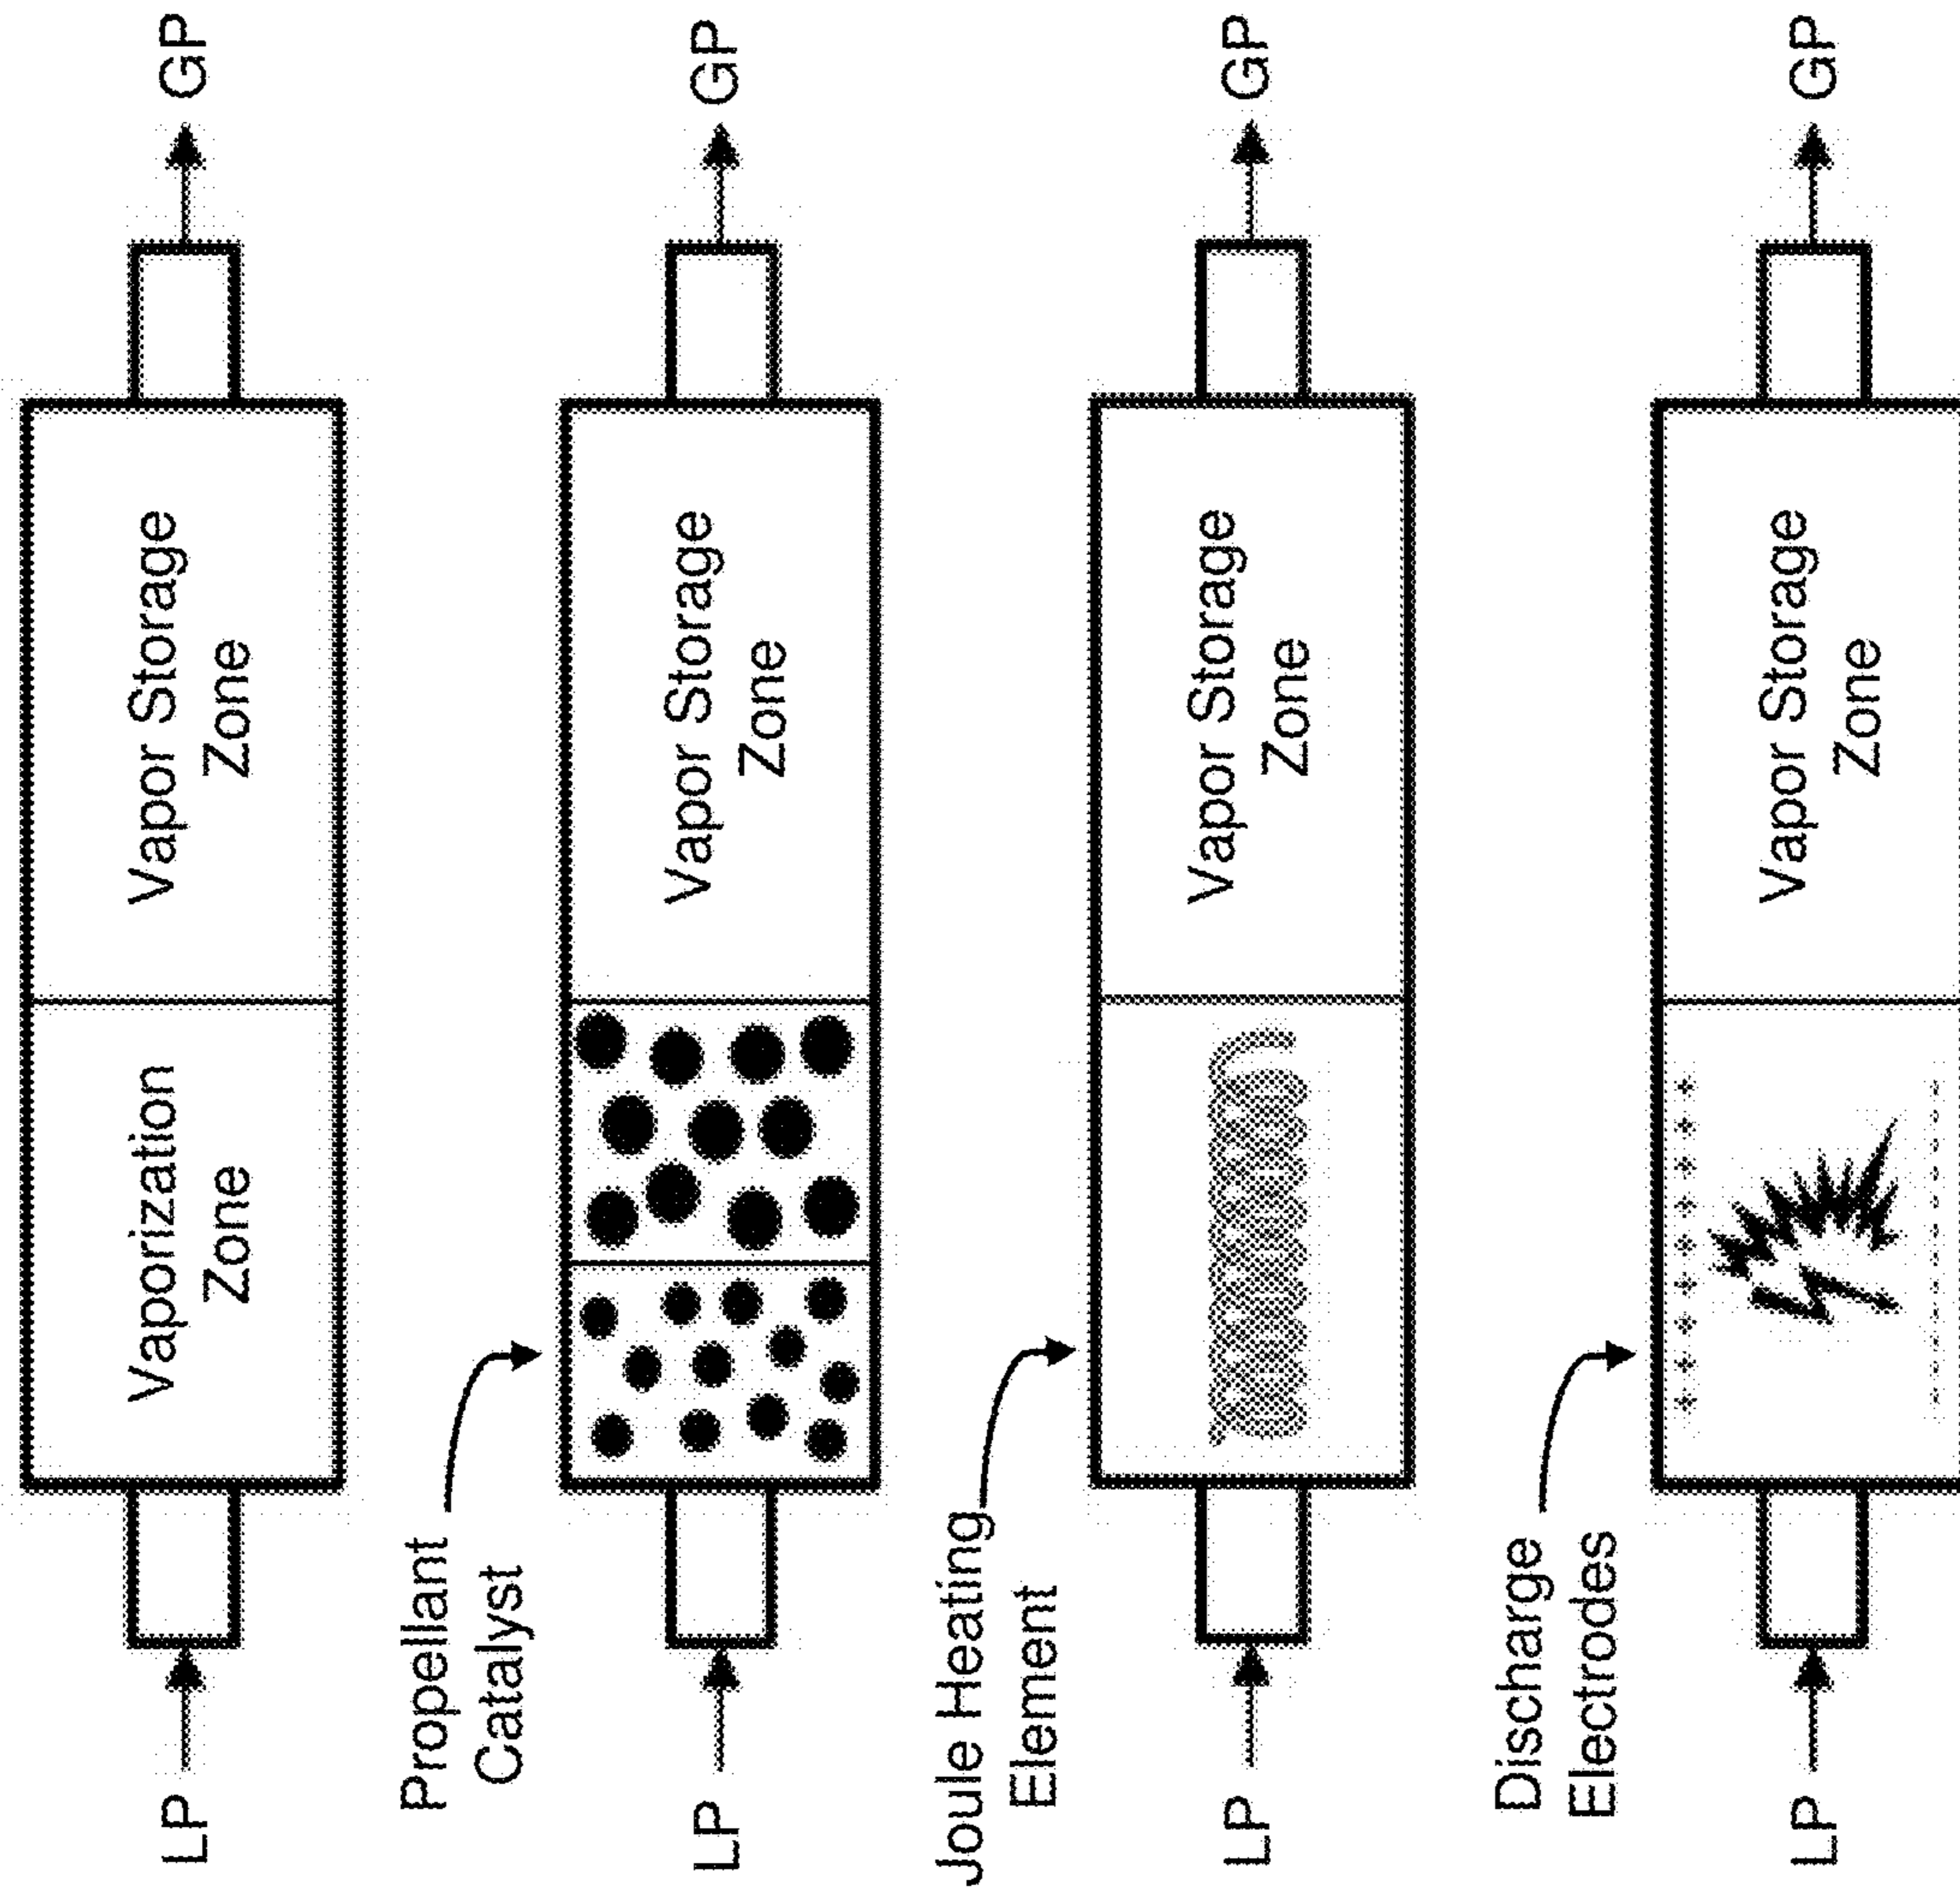 LP
Vaporization
Zone
Vapor Storage
Zone
GP
Propellant
Catalyst
LP
Vapor Storage
Zone
GP
Joule Heating
Element
LP
Vapor Storage
Zone
GP
Discharge
Electrodes
LP
Vapor Storage
Zone
GP